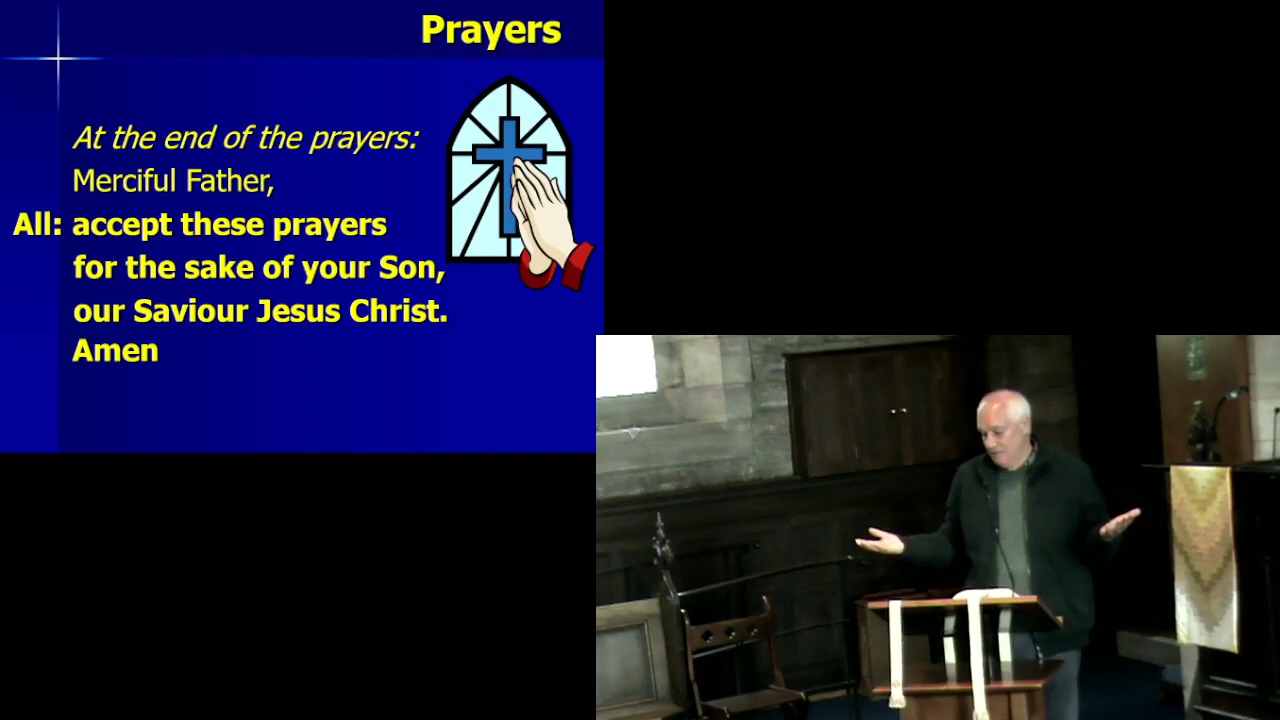 Prayers
At the end of the prayers:
Merciful Father,
All: accept these prayers
for the sake of your Son,
our Saviour Jesus Christ.
Amen